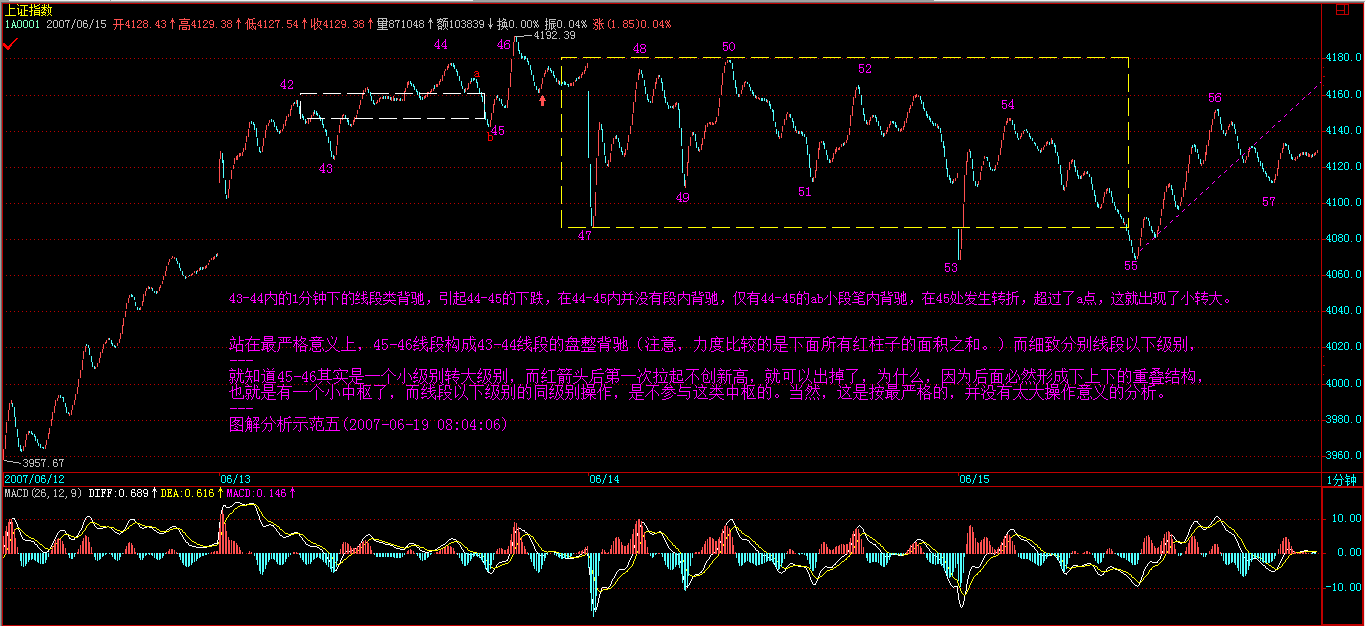 上证指数
1A0001 2007/06/15 开4128.43↑高4129.38↑低4127.54↑收4129.38↑量871048↑额103839↓换0.00% 振0.04% 涨(1.85)0.04%
日
4192.39
4180.0
4160.0
4140.0
4120.0
4100.0
4080.0
4060.0
4040.0
4020.0
4000.0
3980.0
3960.0
42
43
44
a
b
45
46
47
48
49
50
51
52
53
54
55
56
57
43-44内的1分钟下的线段类背驰，引起44-45的下跌，在44-45内并没有段内背驰，仅有44-45的ab小段笔内背驰，在45处发生转折，超过了a点，这就出现了小转大。
站在最严格意义上，45-46线段构成43-44线段的盘整背驰（注意，力度比较的是下面所有红柱子的面积之和。）而细致分别线段以下级别，
---
就知道45-46其实是一个小级别转大级别，而红箭头后第一次拉起不创新高，就可以出掉了，为什么，因为后面必然形成下上下的重叠结构，
也就是有一个小中枢了，而线段以下级别的同级别操作，是不参与这类中枢的。当然，这是按最严格的，并没有太大操作意义的分析。
---
图解分析示范五(2007-06-19 08:04:06)
3957.67
2007/06/12 06/13 06/14 06/15 1分钟
MACD(26,12,9) DIFF:0.689↑DEA:0.616↑MACD:0.146↑
10.00
0.00
-10.00